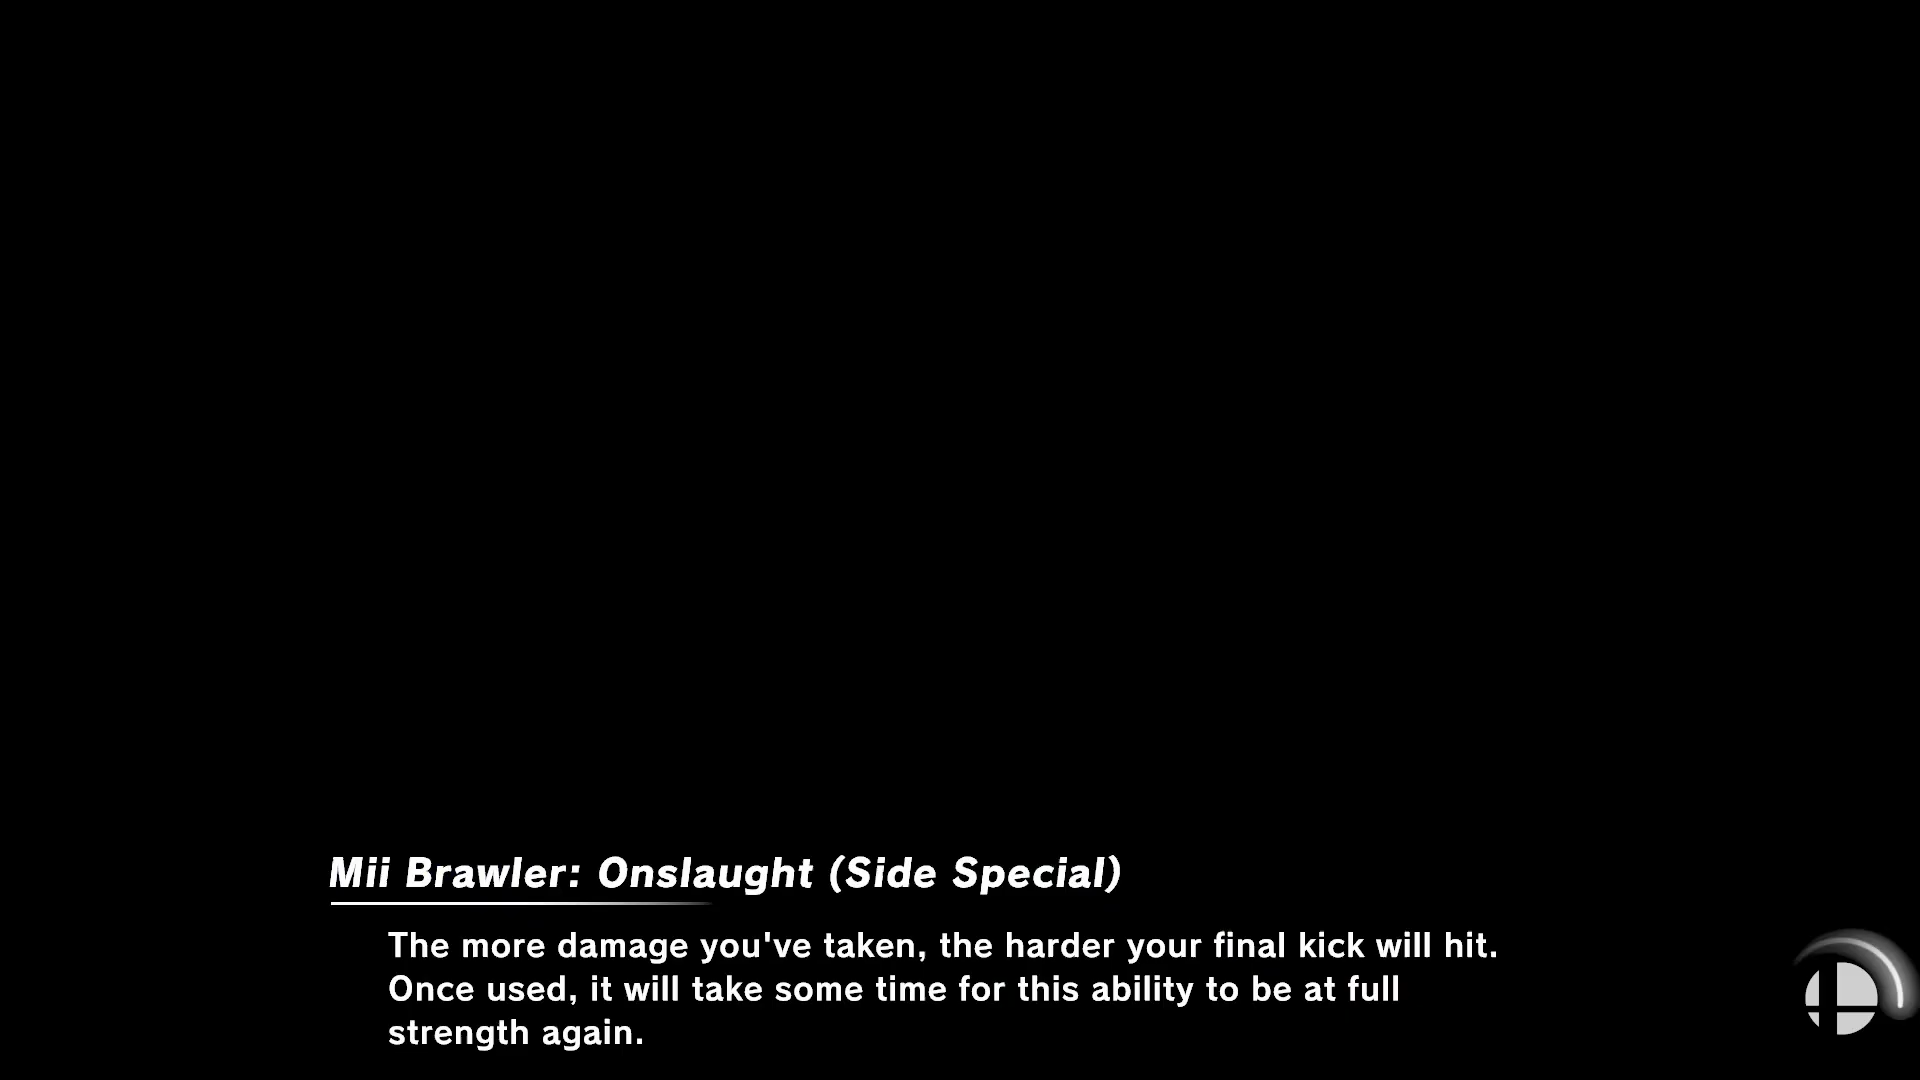 Mii Brawler: Onslaught (Side Special)
The more damage you've taken, the harder your final kick will hit.
Once used, it will take some time for this ability to be at full
strength again.